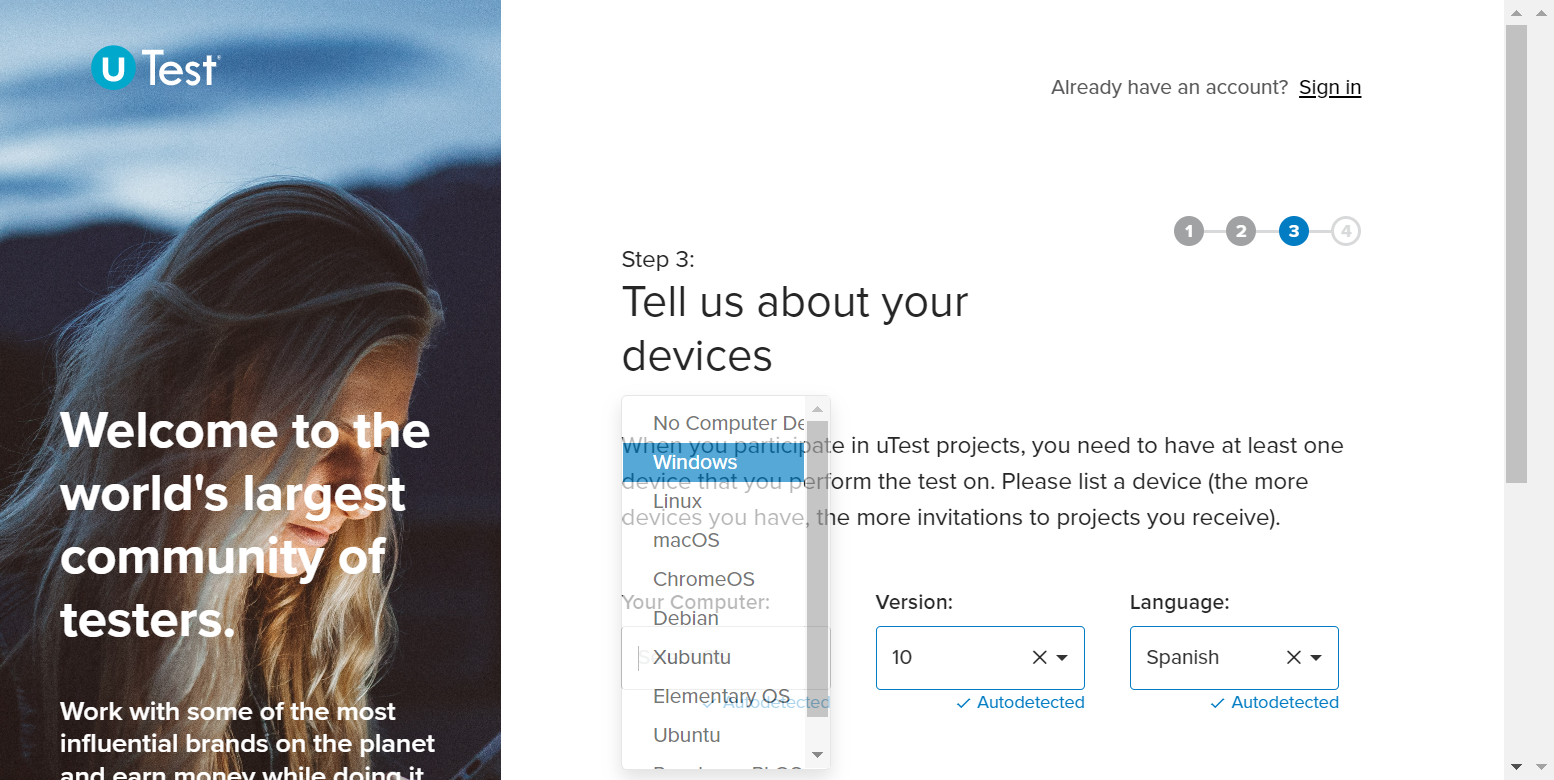 u Test
Already have an account? Sign in
1 2 3 4
Step 3:
Tell us about your
devices
Welcome to the
world's largest
community of
testers.
Work with some of the most
influential brands on the planet
and earn money while doing it
When you participate in uTest projects, you need to have at least one
device that you perform the test on. Please list a device (the more
devices you have, the more invitations to projects you receive).
No Computer De
Windows
Linux
macOS
ChromeOS
Debian
Xubuntu
Elementary OS
Ubuntu
Your Computer:
Autodetected
Version:
10
Autodetected
Language:
Spanish
Autodetected